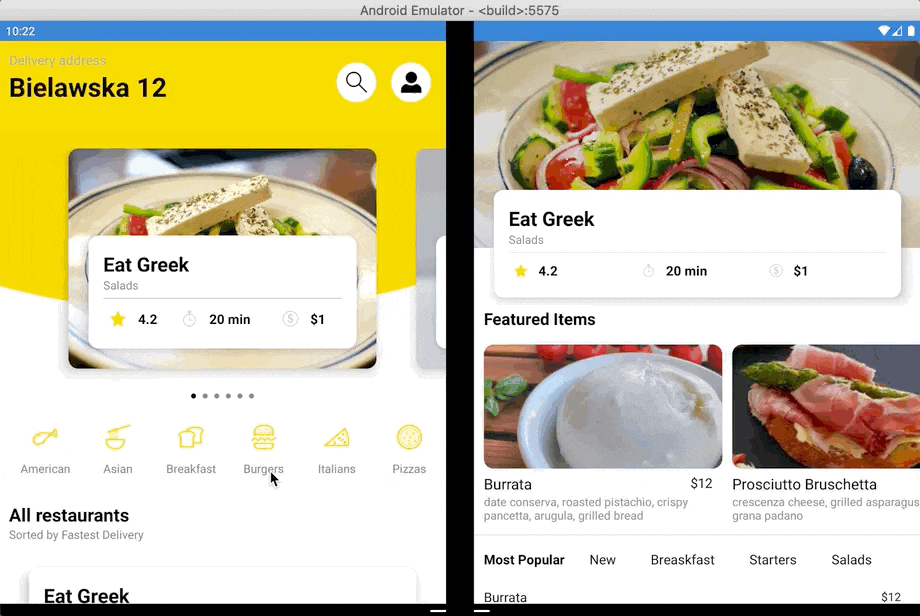 Android Emulator - <build>:5575
10:22
Delivery address
Bielawska 12
Eat Greek
Salads
4.2
20 min
$
$1
American
Asian
Breakfast
Burgers
Italians
Pizzas
All restaurants
Sorted by Fastest Delivery
Eat Greek
Eat Greek
Salads
4.2
20 min
$
$1
Featured Items
Burrata
$12
date conserva, roasted pistachio, crispy
pancetta, arugula, grilled bread
Prosciutto Bruschetta
crescenza cheese, grilled asparagus
grana padano
Most Popular
New
Breaskfast
Starters
Salads
Burrata
$12